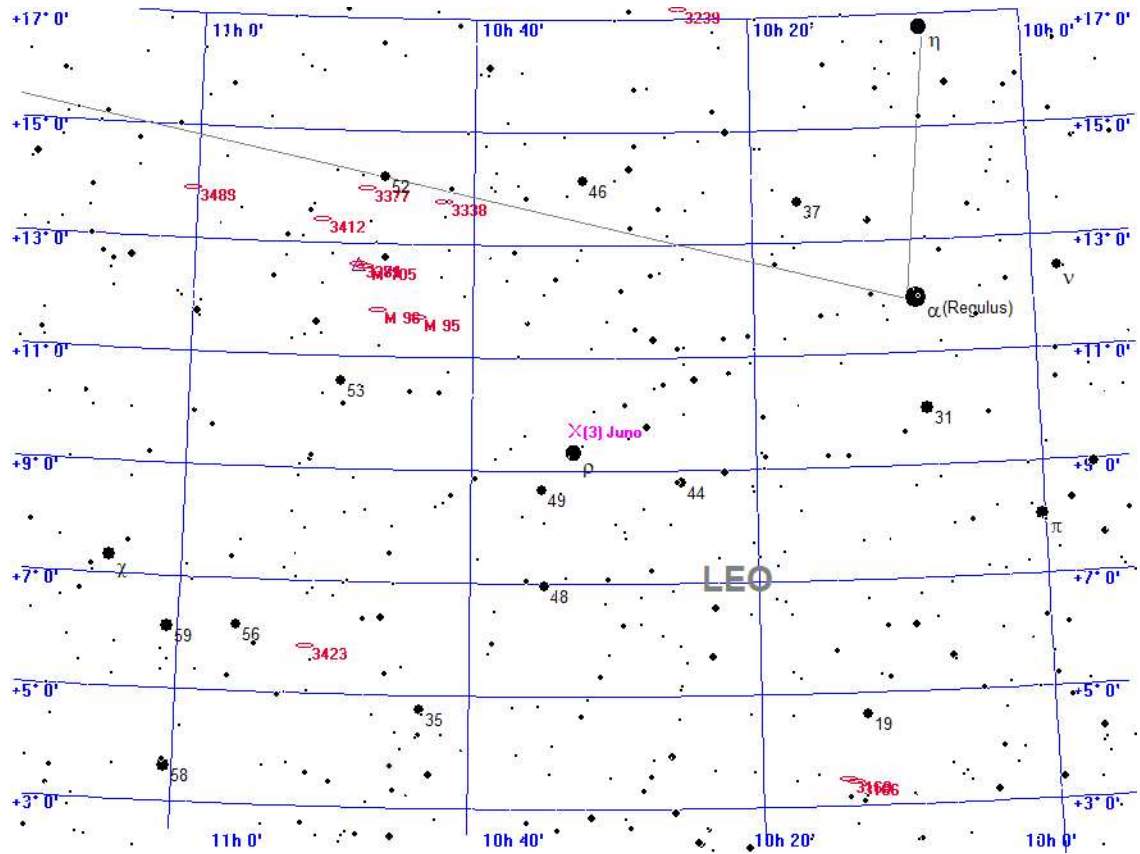 +17° 0'
11h 0'
10h 40'
3239
10h 20'
η
10h 0'
+17° 0'
+15° 0'
+15° 0'
3489
52
3377
3338
46
37
3412
+13° 0'
+13° 0'
ν
M 105
α (Regulus)
M 96
M 95
+11° 0'
+11° 0'
53
31
(3) Juno
+9° 0'
ρ
+9° 0'
49
44
π
χ
+7° 0'
LEO
+7° 0'
48
59
56
3423
+5° 0'
+5° 0'
35
19
58
3166
+3° 0'
+3° 0'
11h 0'
10h 40'
10h 20'
10h 0'